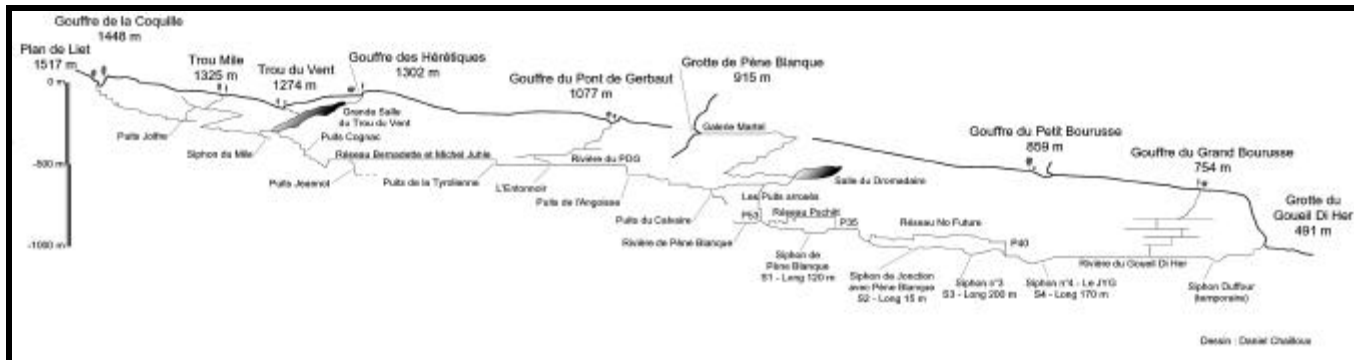 Gouffre de la Coquille
1448 m
Plan de Liet
1517 m
0 m
-500 m
-1000 m
Trou Mile
1325 m
Trou du Vent
1274 m
Gouffre des Hérétiques
1302 m
Gouffre du Pont de Gerbaut
1077 m
Grotte de Pène Blanque
915 m
Gouffre du Petit Bourusse
859 m
Gouffre du Grand Bourusse
754 m
Grotte du
Goueil Di Her
491 m
Puits Jolfre
Siphon du Mile
Grande Salle
du Trou du Vent
Puits Cognac
Réseau Bernadette et Michel Juhle
Puits Jeannot
Puits de la Tyrolienne
L'Entonnoir
Rivière du PDG
Puits de l'Angoisse
Galerie Martel
Salle du Dromadaire
Puits du Calvaire
Les Puits arrosés
P53
Réseau Pschitt
P35
Rivière de Pène Blanque
Siphon de
Pène Blanque
S1 - Long 120 m
Réseau No Future
P40
Siphon de Jonction
avec Pène Blanque
S2 - Long 15 m
Siphon n°3
S3 - Long 200 m
Siphon n°4 - Le JYG
S4 - Long 170 m
Rivière du Goueil Di Her
Siphon Duffour
(temporaire)
Dessin : Daniel Chailloux